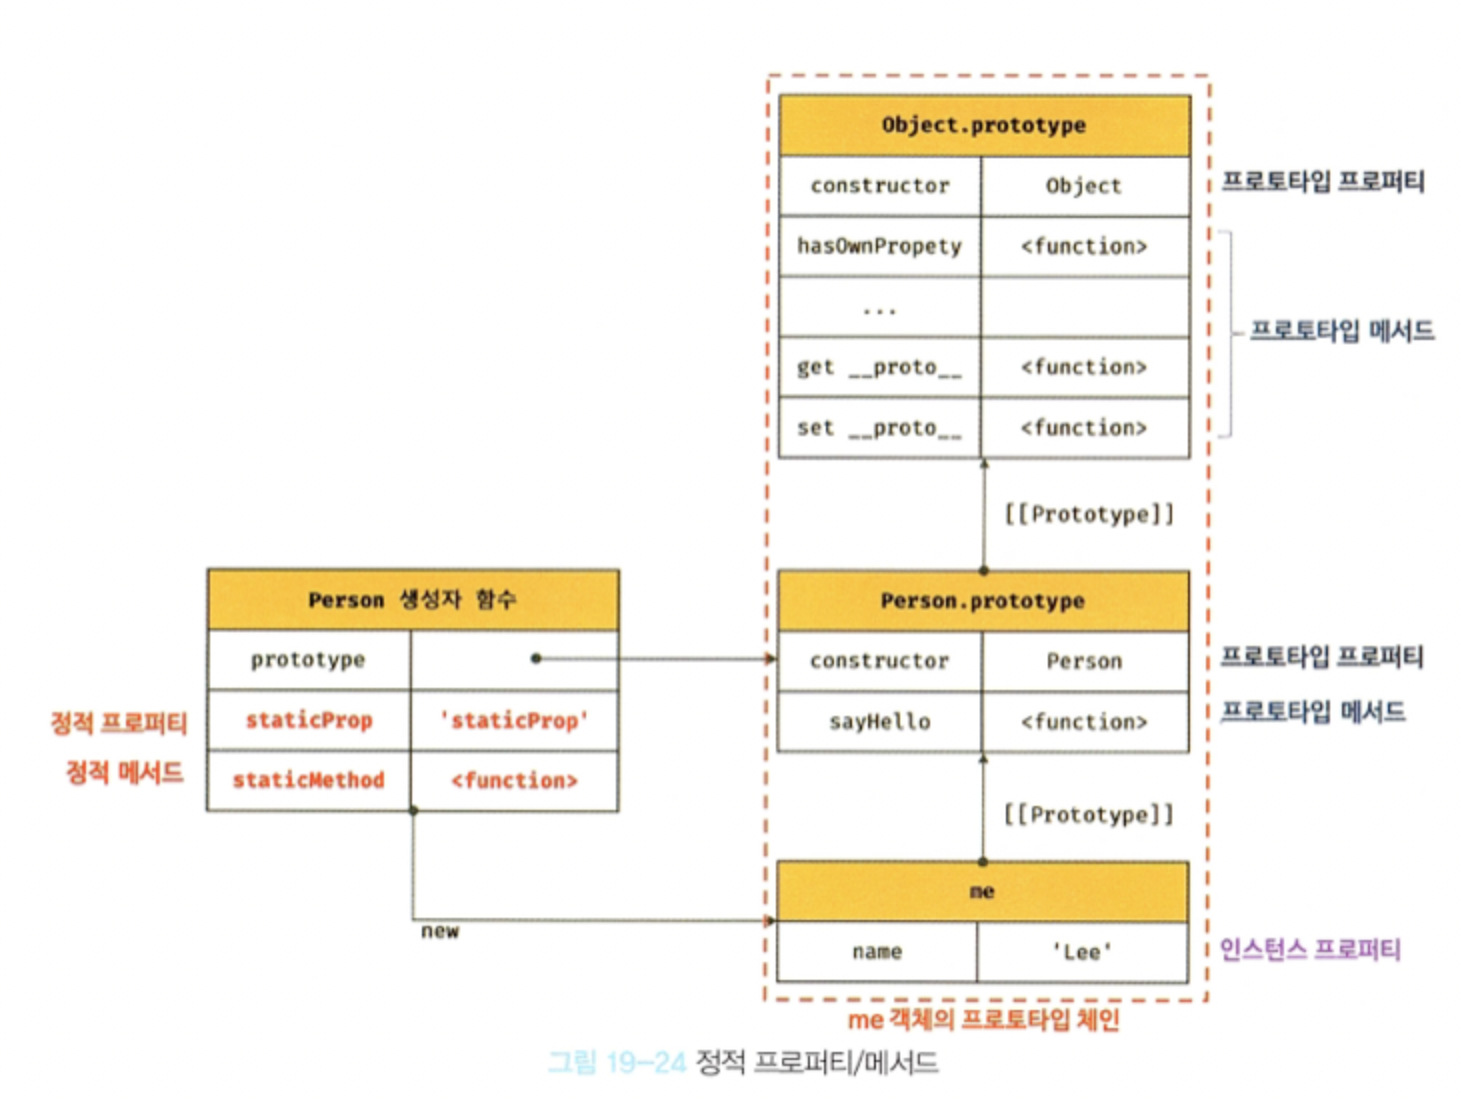 Object.prototype
constructor Object 프로토타입 프로퍼티
hasOwnPropety <function>
...
프로토타입 메서드
get __proto__ <function>
set __proto__ <function>
[[Prototype]]
Person 생성자 함수 Person.prototype
prototype constructor Person 프로토타입 프로퍼티
정적 프로퍼티 staticProp 'staticProp' sayHello <function> 프로토타입 메서드
정적 메서드 staticMethod <function>
[[Prototype]]
me
new
name 'Lee' 인스턴스 프로퍼티
me 객체의 프로토타입 체인
그림 19-24 정적 프로퍼티/메서드